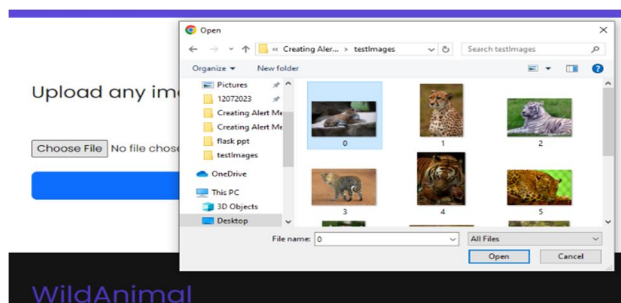 Open
Creating Aler... > testImages
Search testImages
Organize
New folder
Pictures
12072023
Creating Alert Me
Creating Alert Me
flask ppt
testImages
OneDrive
This PC
3D Objects
Desktop
0
1
2
3
4
5
File name: 0
All Files
Open
Cancel
Upload any im
Choose File No file chose
WildAnimal